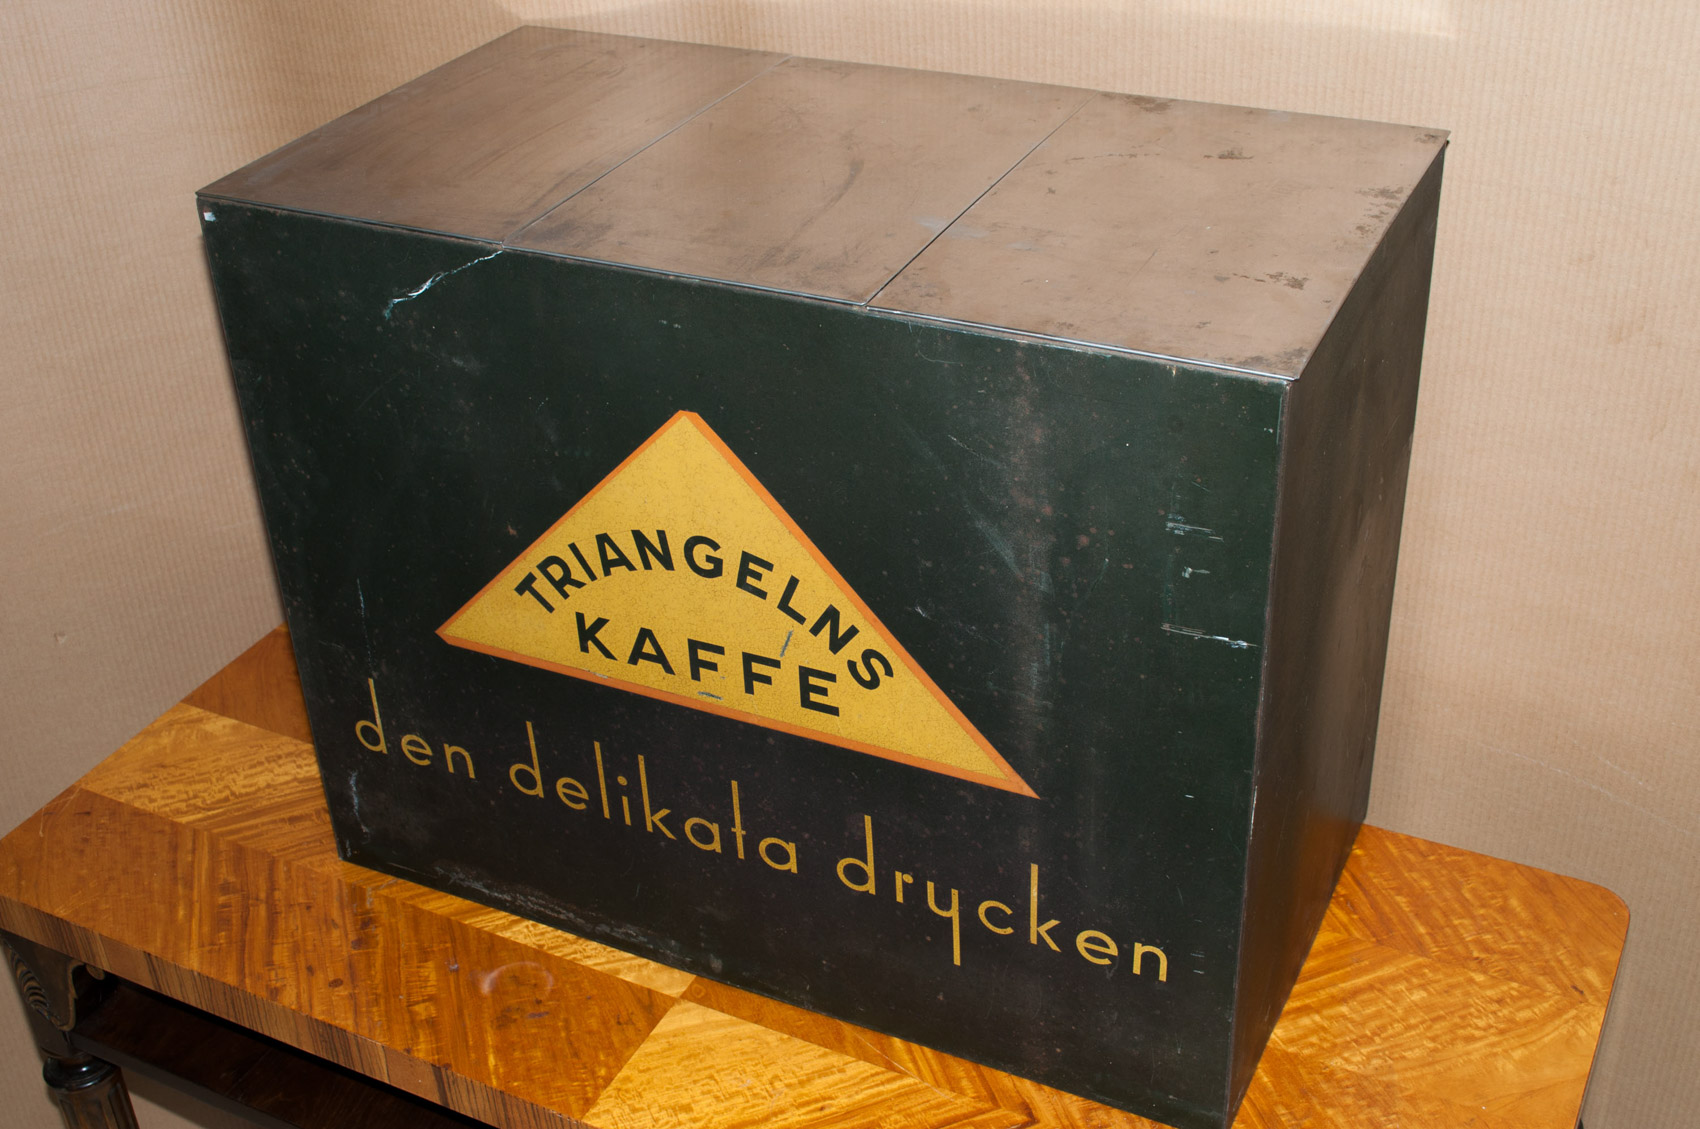 TRIANGELNS
KAFFE
den delikata drycken